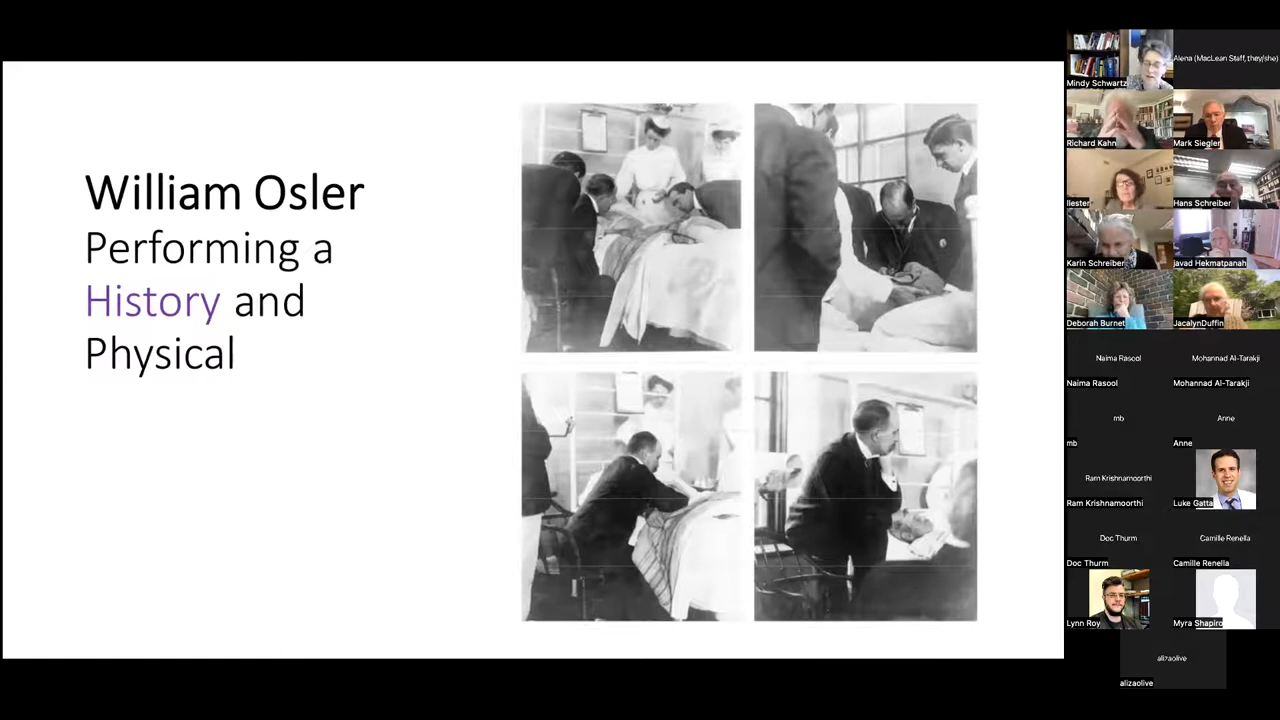 William Osler
Performing a
History and
Physical
Mindy Schwartz
Alena (MacLean Staff, they/she)
Richard Kahn
Mark Siegler
Ilester
Hans Schreiber
Karin Schreiber
javad Hekmatpanah
Deborah Burnet
JacalynDuffin
Naima Rasool
Mohannad Al-Tarakji
Naima Rasool
Mohannad Al-Tarakji
mb
Anne
mb
Anne
Ram Krishnamoorthi
Ram Krishnamoorthi
Luke Gatta
Doc Thurm
Camille Renella
Doc Thurm
Camille Renella
Lynn Roy
Myra Shapiro
alizaolive
alizaolive